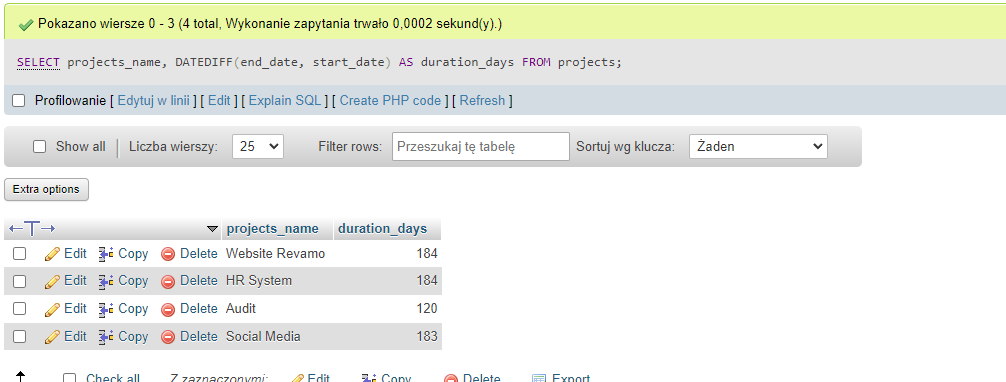 Pokazano wiersze 0 - 3 (4 total, Wykonanie zapytania trwało 0,0002 sekund(y).)
SELECT projects_name, DATEDIFF(end_date, start_date) AS duration_days FROM projects;
Profilowanie [ Edytuj w linii ] [ Edit ] [ Explain SQL ] [ Create PHP code ] [ Refresh ]
Show all | Liczba wierszy: 25 Filter rows: Przeszukaj tę tabelę Sortuj wg klucza: Żaden
Extra options
←T→ projects_name duration_days
Edit Copy Delete Website Revamo 184
Edit Copy Delete HR System 184
Edit Copy Delete Audit 120
Edit Copy Delete Social Media 183
Check all Z zaznaczonymi: Edit Copy Delete Export